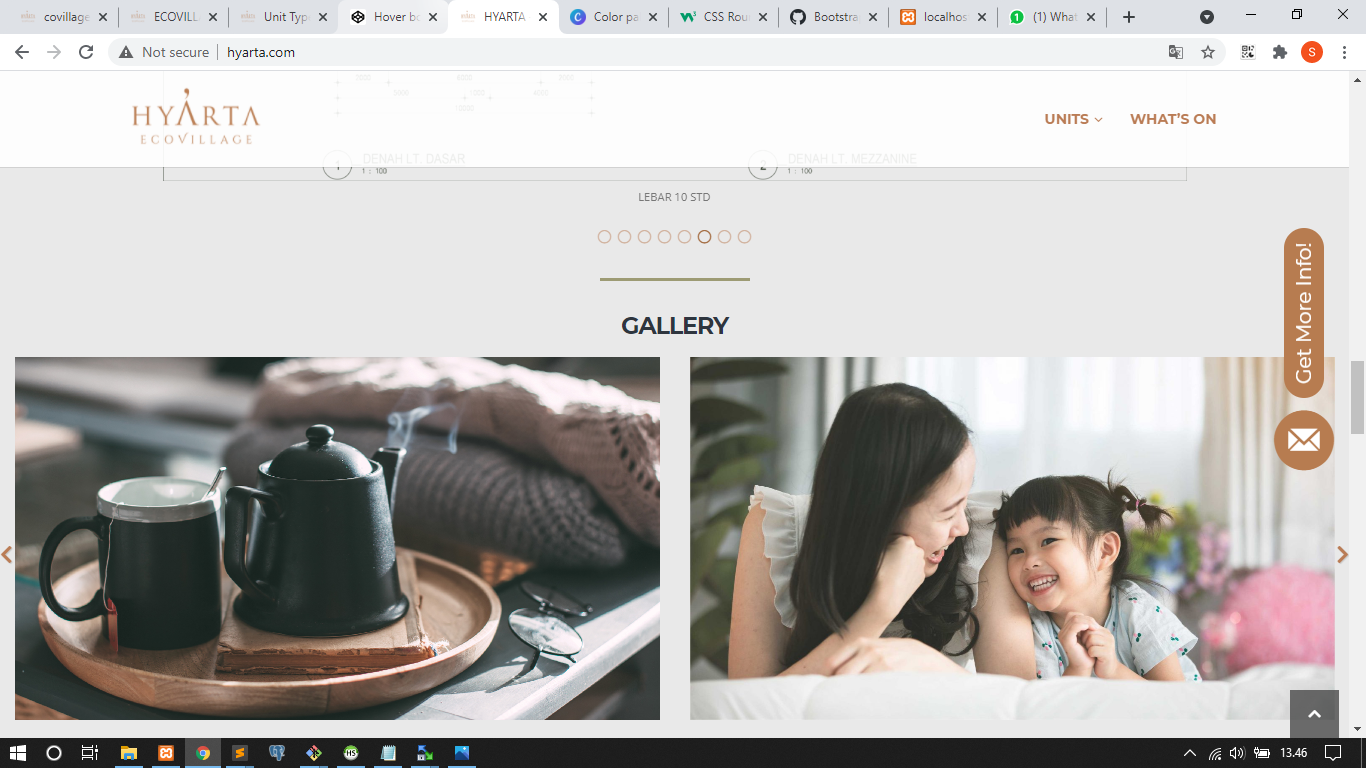 covillage
ECOVILL
Unit Type
Hover bo
HYARTA
Color pa
CSS Rou
Bootstra
localhos
(1) What
Not secure
hyarta.com
S
HYARTA
ECOVILLAGE
UNITS
WHAT'S ON
1 DENAH LT. DASAR
1 : 100
2 DENAH LT. MEZZANINE
1 : 100
LEBAR 10 STD
Get More Info!
GALLERY
13.46